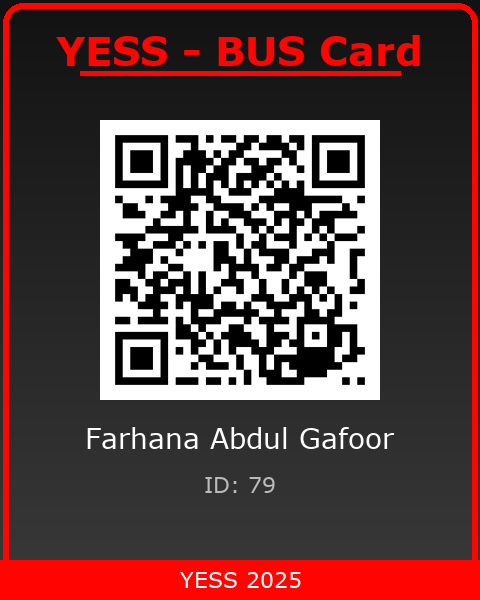 YESS - BUS Card
Farhana Abdul Gafoor
ID: 79
YESS 2025